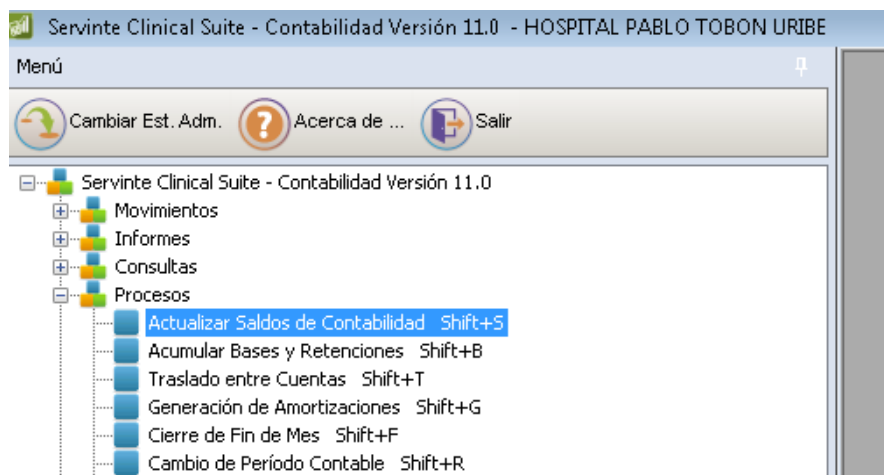 Servinte Clinical Suite - Contabilidad Versión 11.0 - HOSPITAL PABLO TOBON URIBE
Menú
Cambiar Est. Adm. Acerca de ... Salir
Servinte Clinical Suite - Contabilidad Versión 11.0
Movimientos
Informes
Consultas
Procesos
Actualizar Saldos de Contabilidad Shift+S
Acumular Bases y Retenciones Shift+B
Traslado entre Cuentas Shift+T
Generación de Amortizaciones Shift+G
Cierre de Fin de Mes Shift+F
Cambio de Período Contable Shift+R